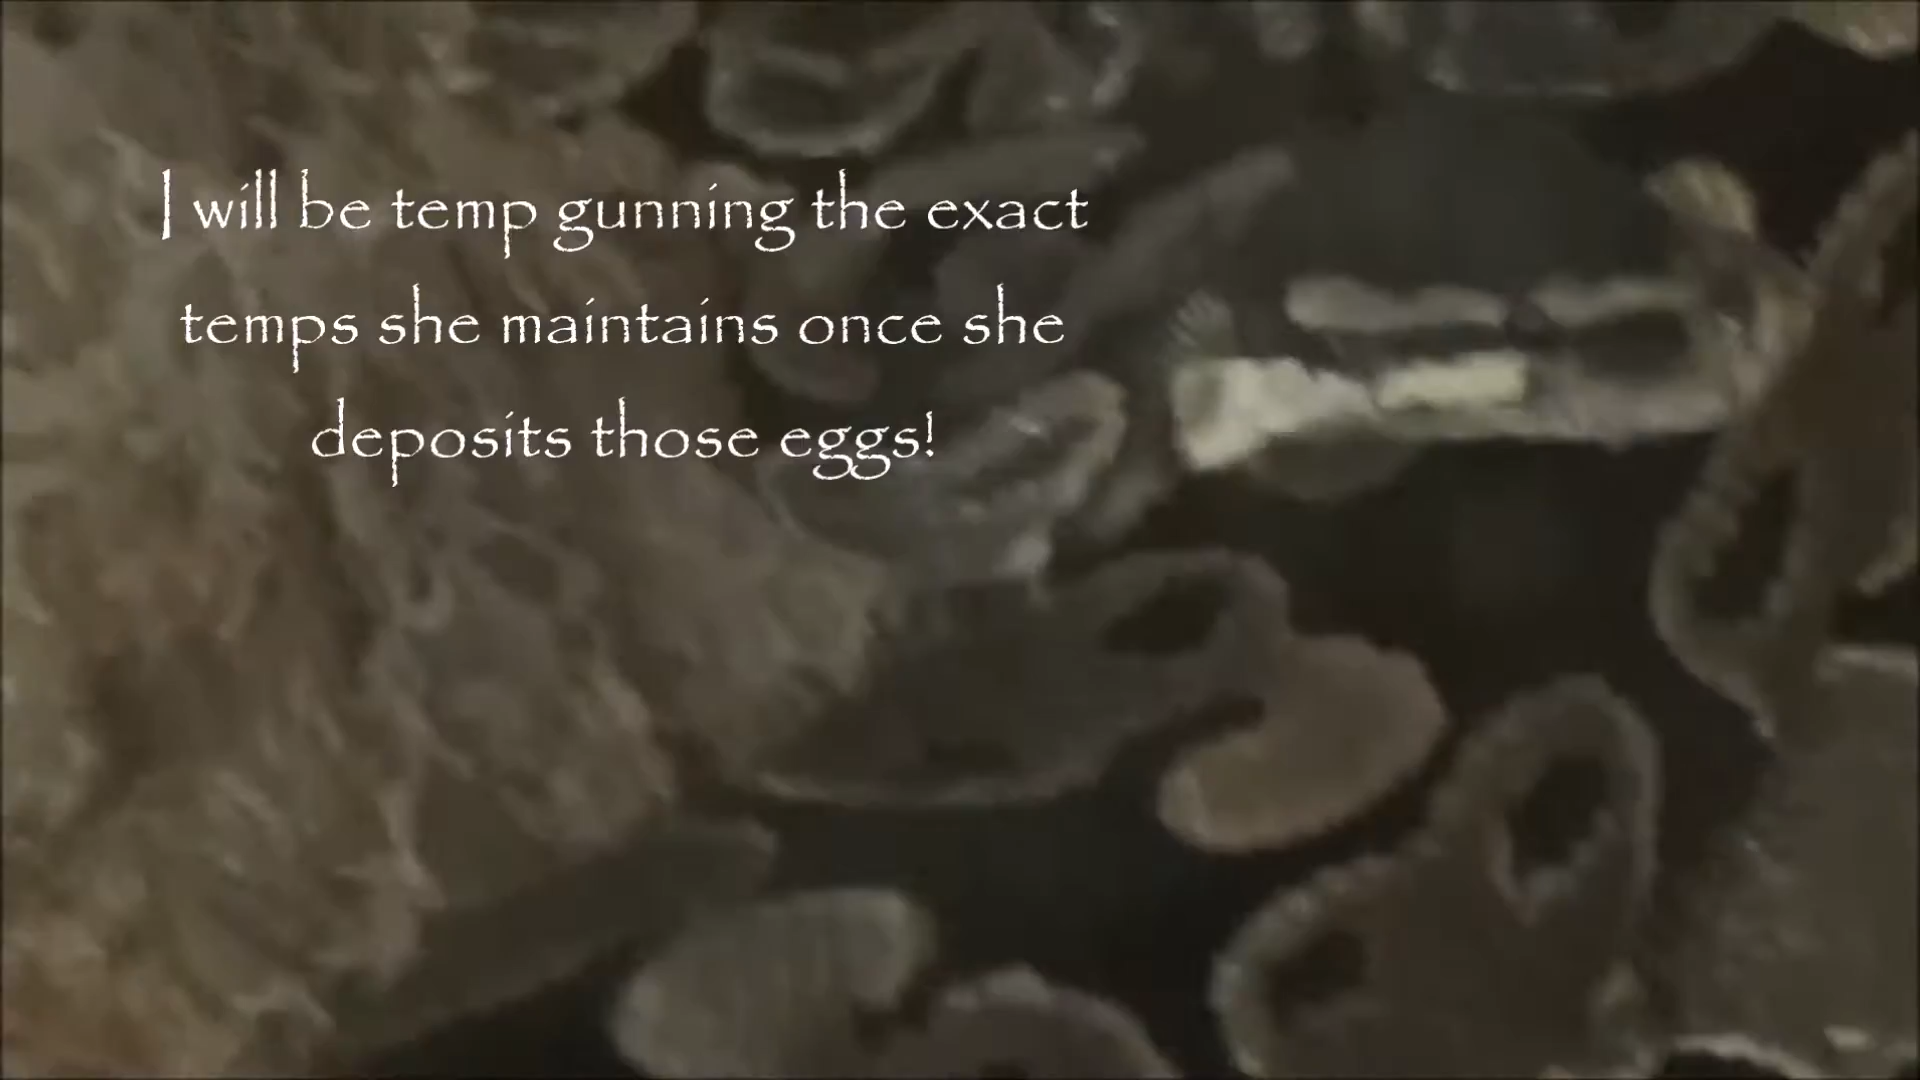 I will be temp gunning the exact
temps she maintains once she
deposits those eggs!